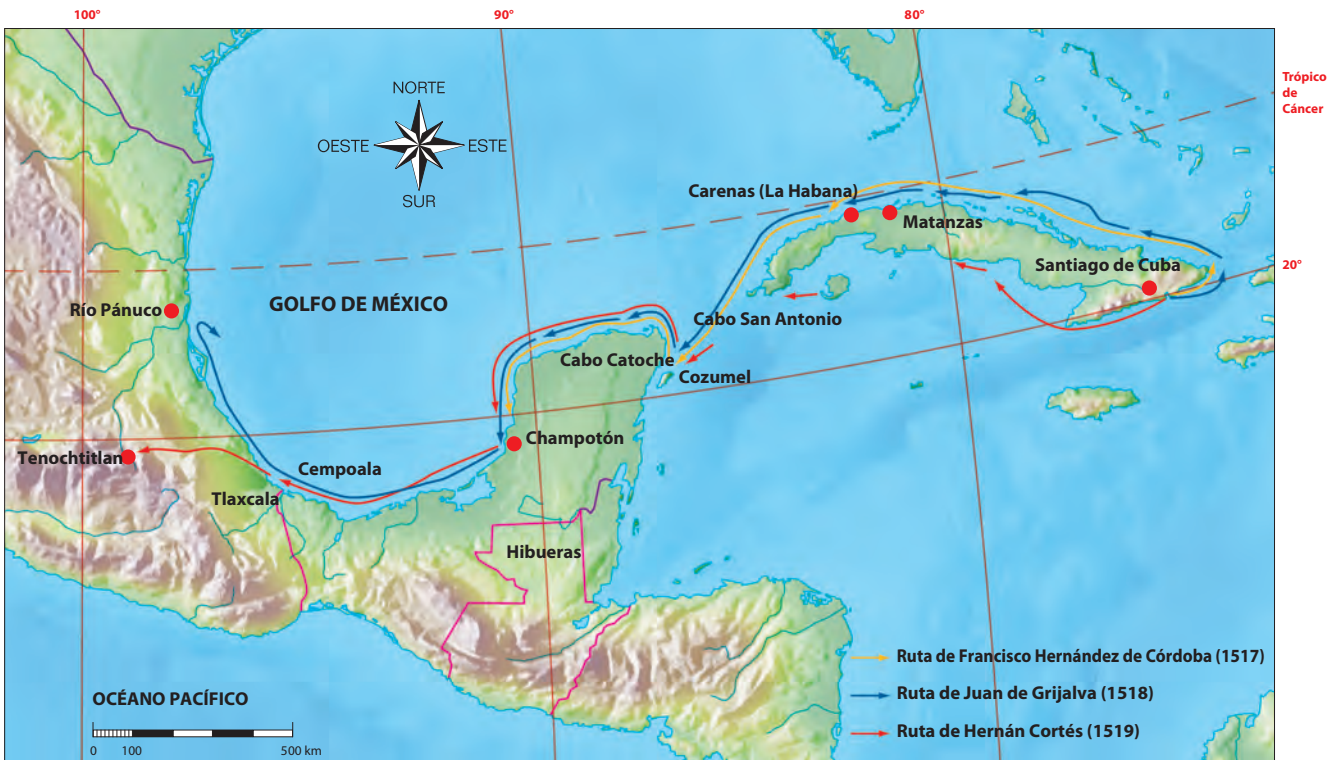 100°
90°
80°
Trópico
de
Cáncer
NORTE
OESTE
ESTE
SUR
Carenas (La Habana)
Matanzas
Santiago de Cuba
20°
Río Pánuco
GOLFO DE MÉXICO
Cabo San Antonio
Cabo Catoche
Cozumel
Champotón
Tenochtitlan
Cempoala
Tlaxcala
Hibueras
Ruta de Francisco Hernández de Córdoba (1517)
Ruta de Juan de Grijalva (1518)
Ruta de Hernán Cortés (1519)
OCÉANO PACÍFICO
0 100 500 km